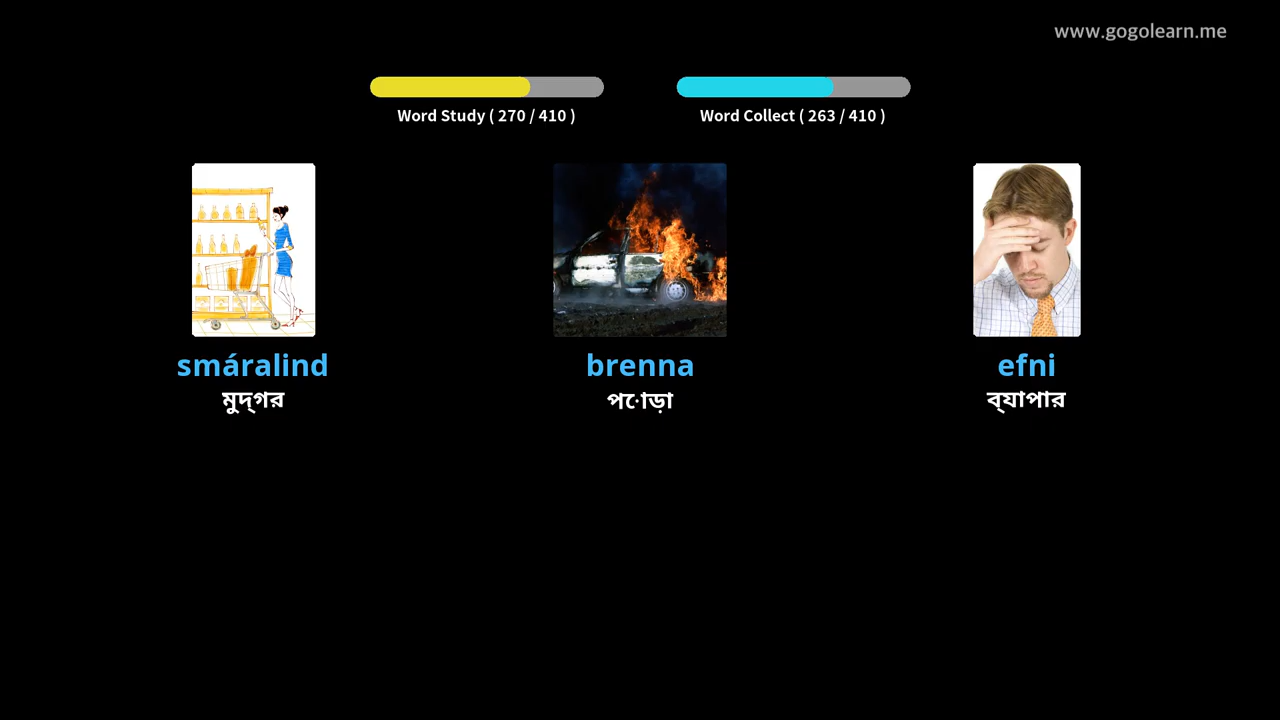 www.gogolearn.me
Word Study ( 270 / 410 )
Word Collect ( 263 / 410 )
smáralind
মুদ্গর
brenna
পোড়া
efni
ব্যাপার